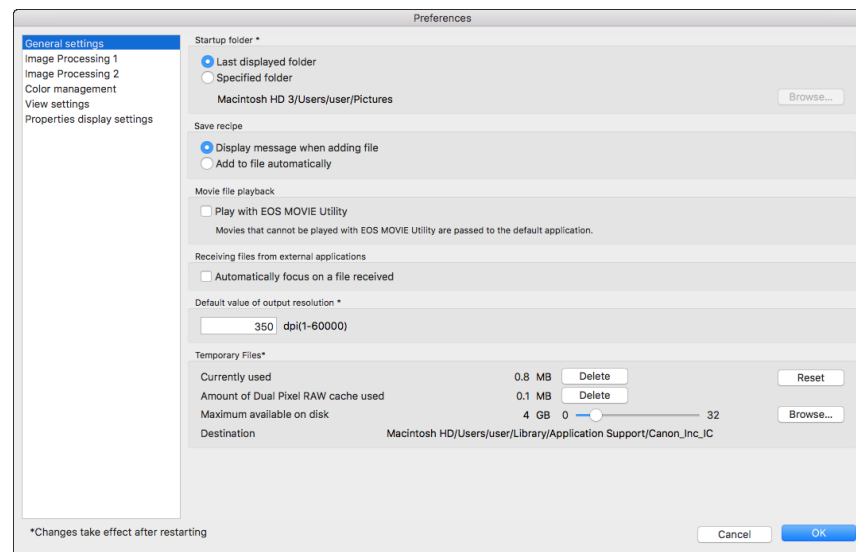 Preferences
General settings
Image Processing 1
Image Processing 2
Color management
View settings
Properties display settings
Startup folder *
Last displayed folder
Specified folder
Macintosh HD 3/Users/user/Pictures
Browse...
Save recipe
Display message when adding file
Add to file automatically
Movie file playback
Play with EOS MOVIE Utility
Movies that cannot be played with EOS MOVIE Utility are passed to the default application.
Receiving files from external applications
Automatically focus on a file received
Default value of output resolution *
350 dpi(1-60000)
Temporary Files*
Currently used 0.8 MB Delete Reset
Amount of Dual Pixel RAW cache used 0.1 MB Delete
Maximum available on disk 4 GB 0 32 Browse...
Destination Macintosh HD/Users/user/Library/Application Support/Canon_Inc_IC
*Changes take effect after restarting
Cancel OK